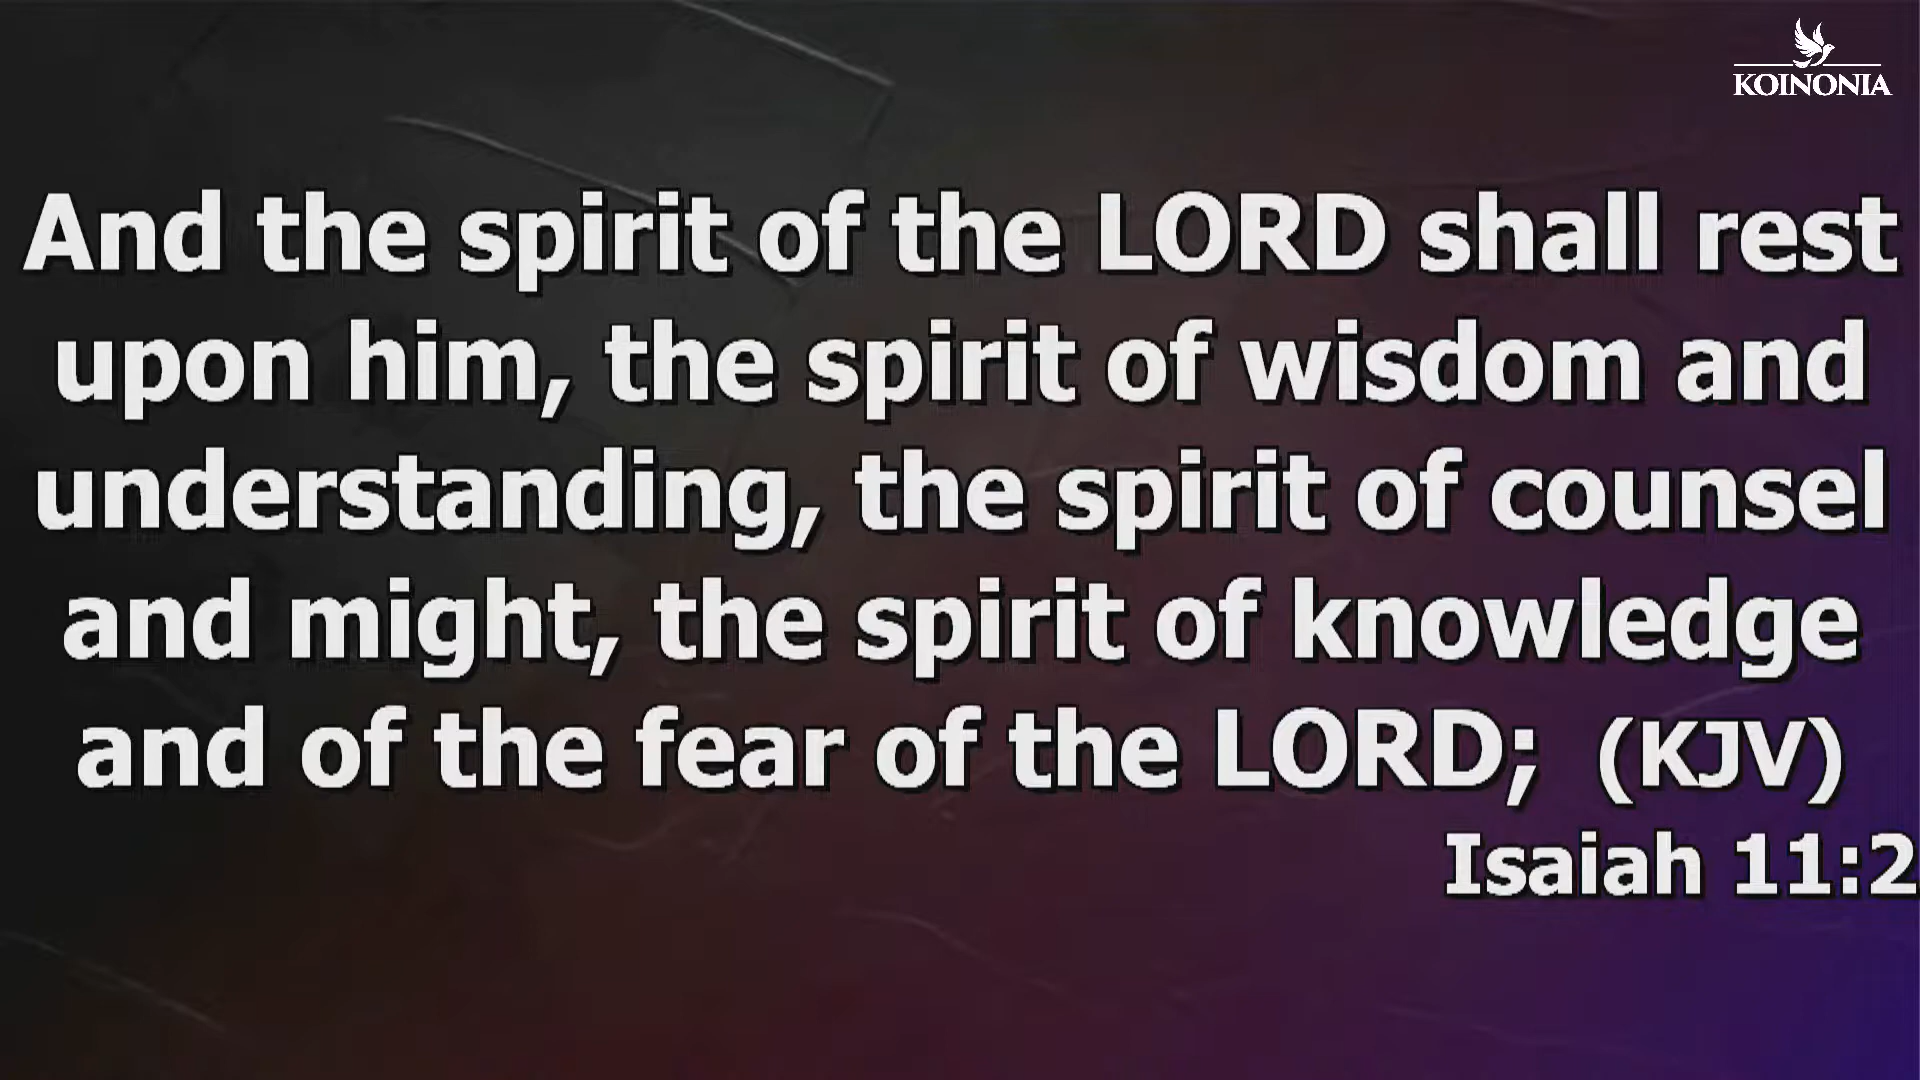 KOINONIA
And the spirit of the LORD shall rest
upon him, the spirit of wisdom and
understanding, the spirit of counsel
and might, the spirit of knowledge
and of the fear of the LORD; (KJV)
Isaiah 11:2